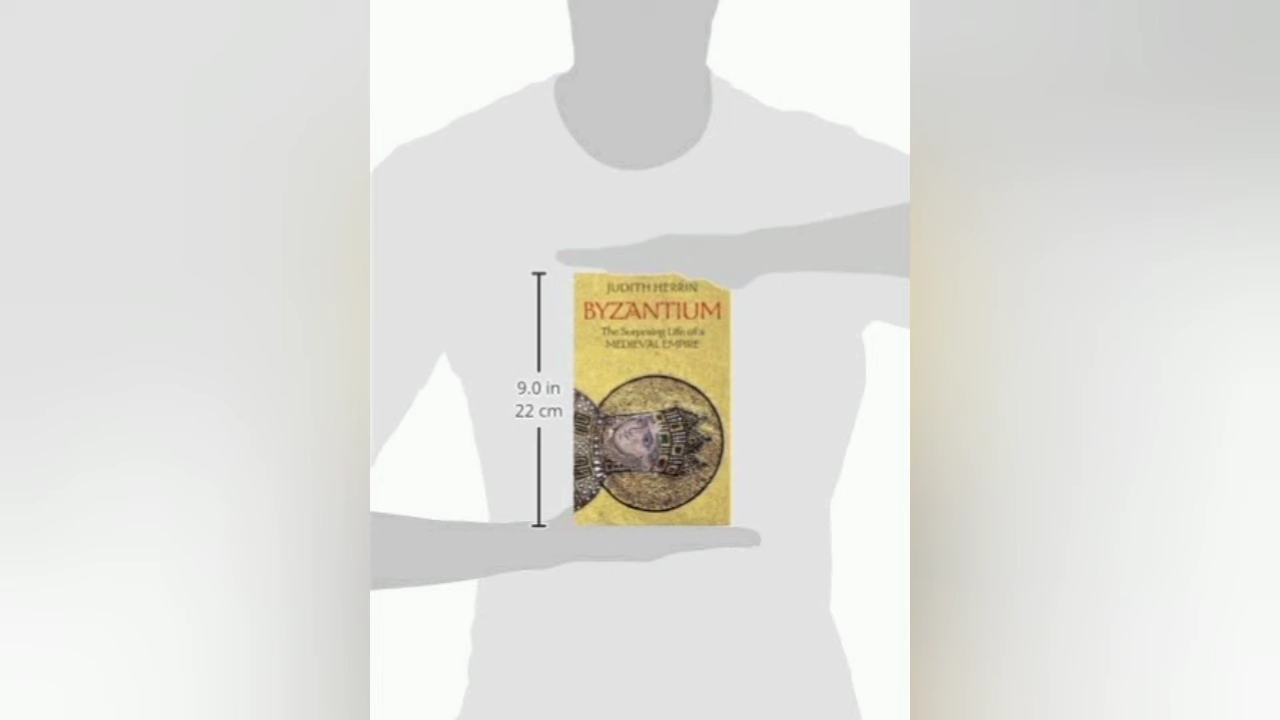 JUDITH HERRIN
BYZANTIUM
The Surprising Life of a
MEDIEVAL EMPIRE
9.0 in
22 cm